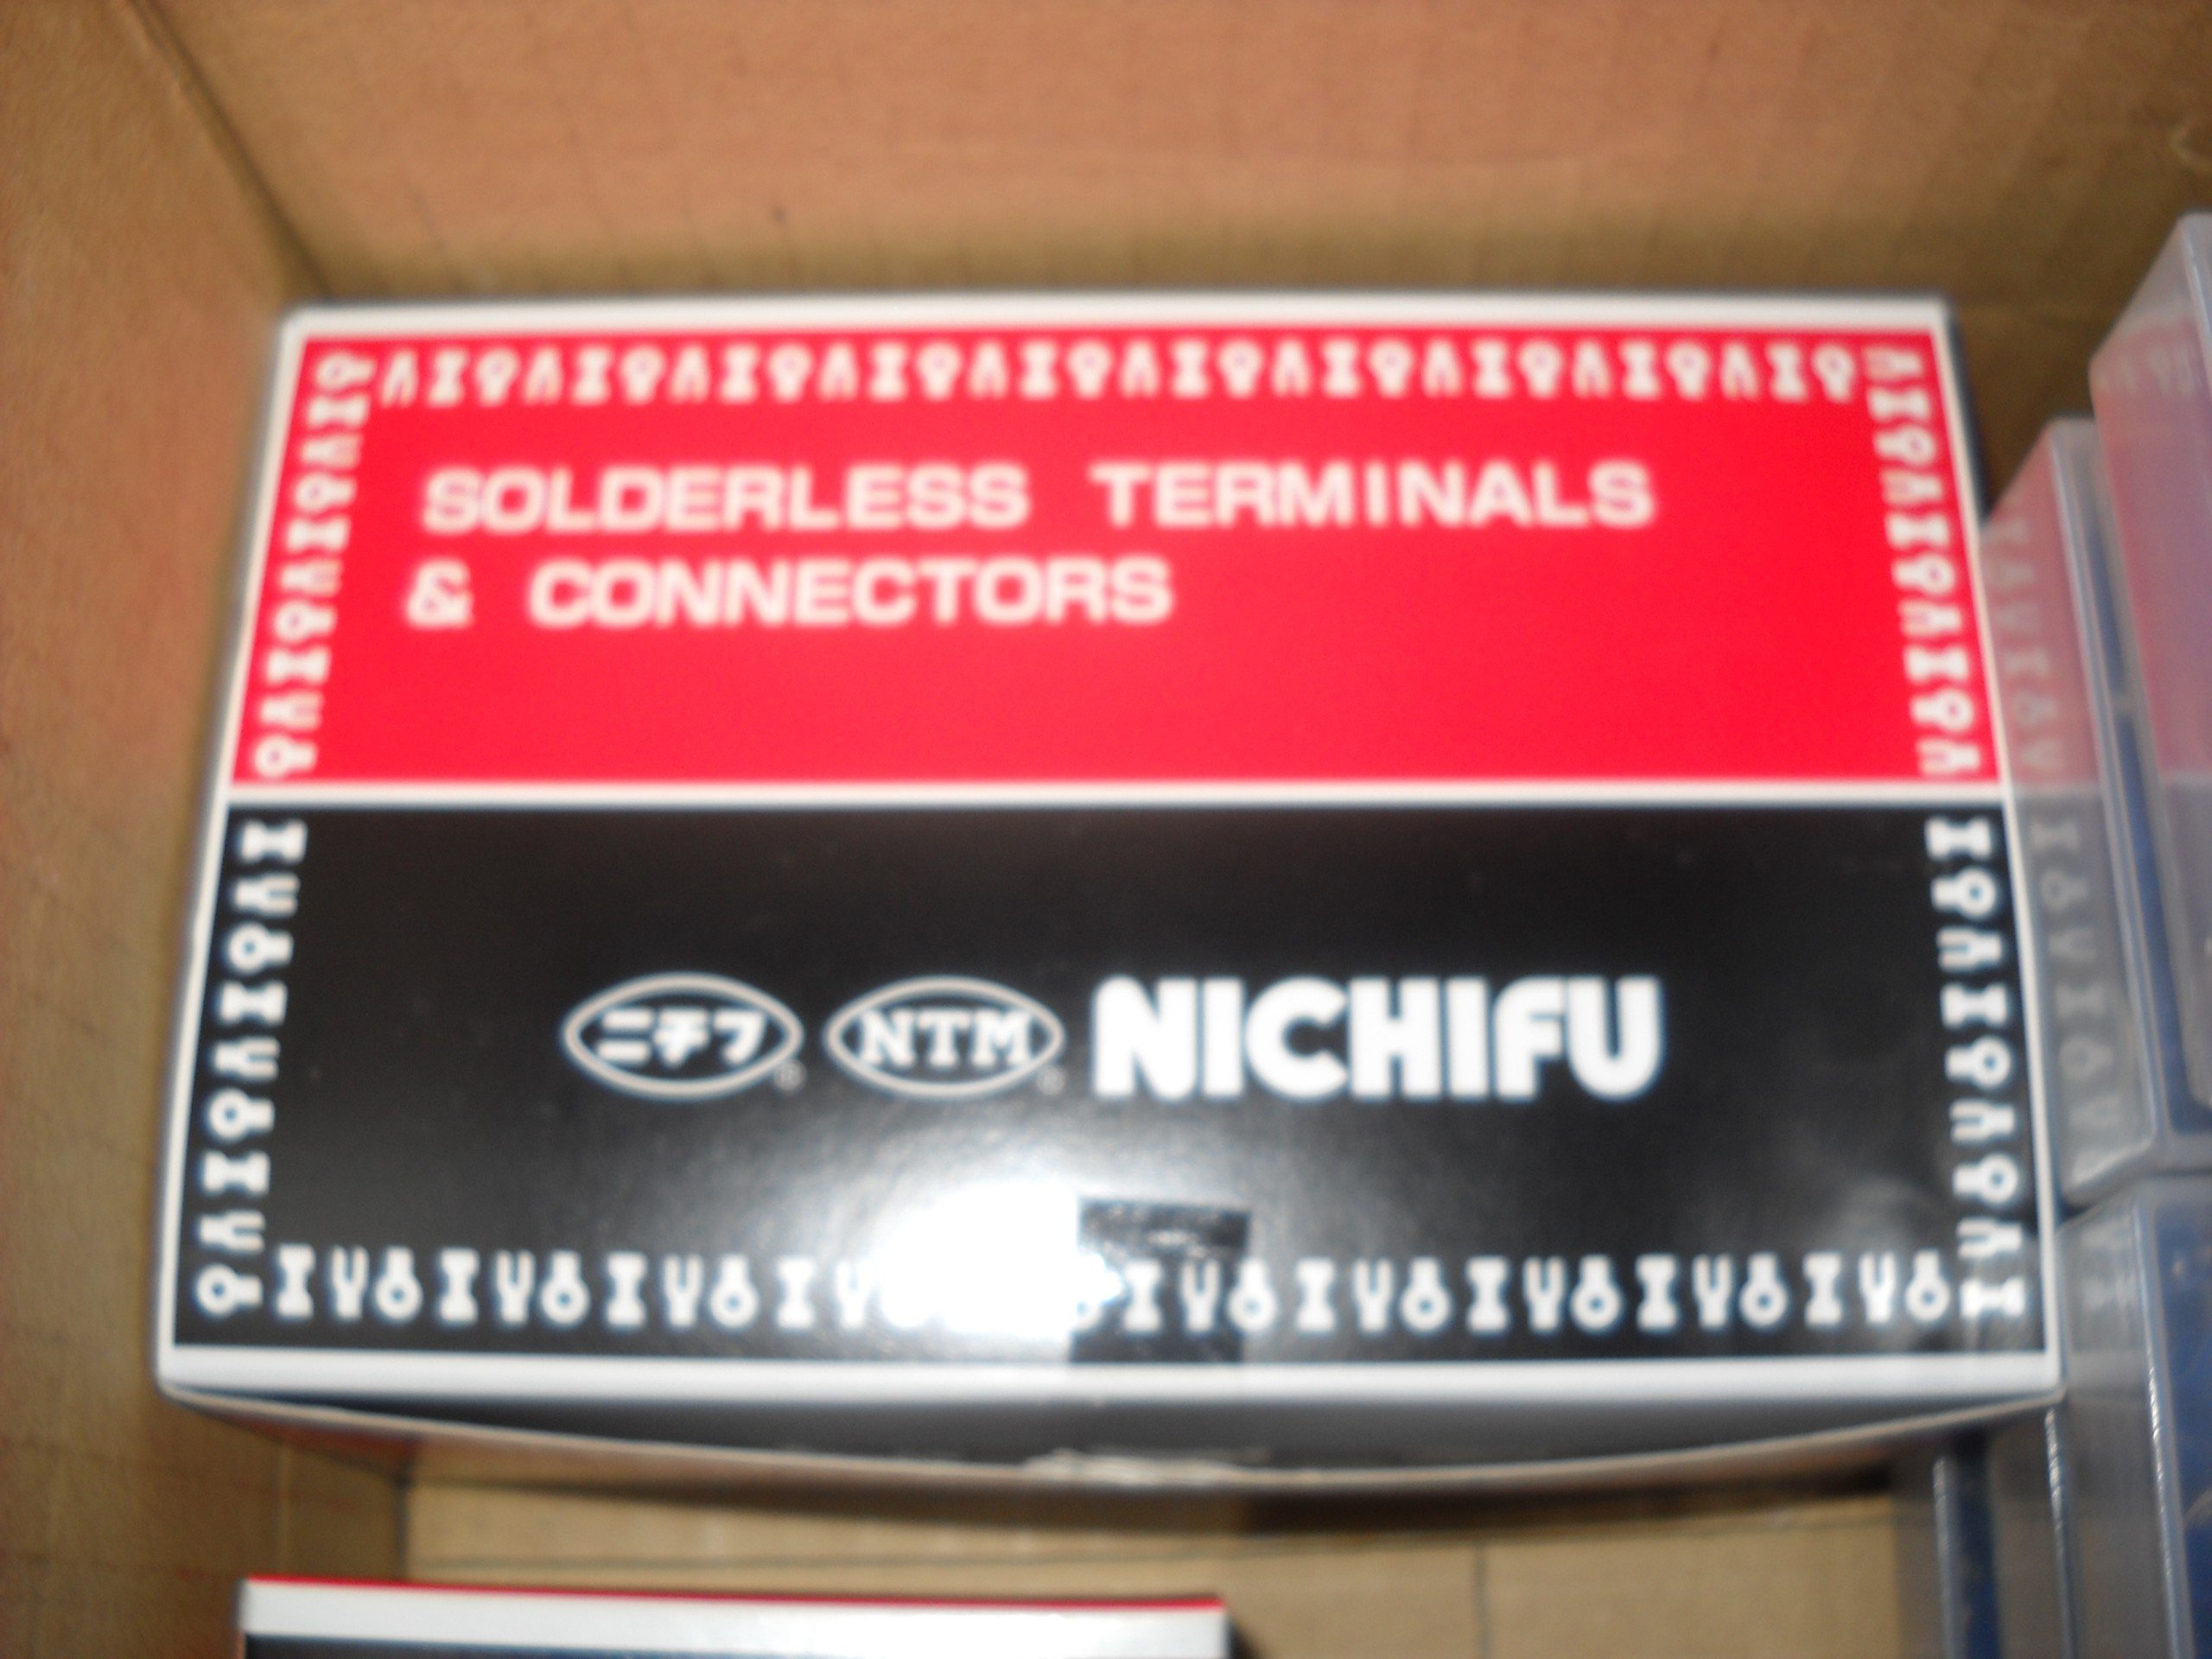 SOLDERLESS TERMINALS
& CONNECTORS
ニチフ ® NTM ® NICHIFU